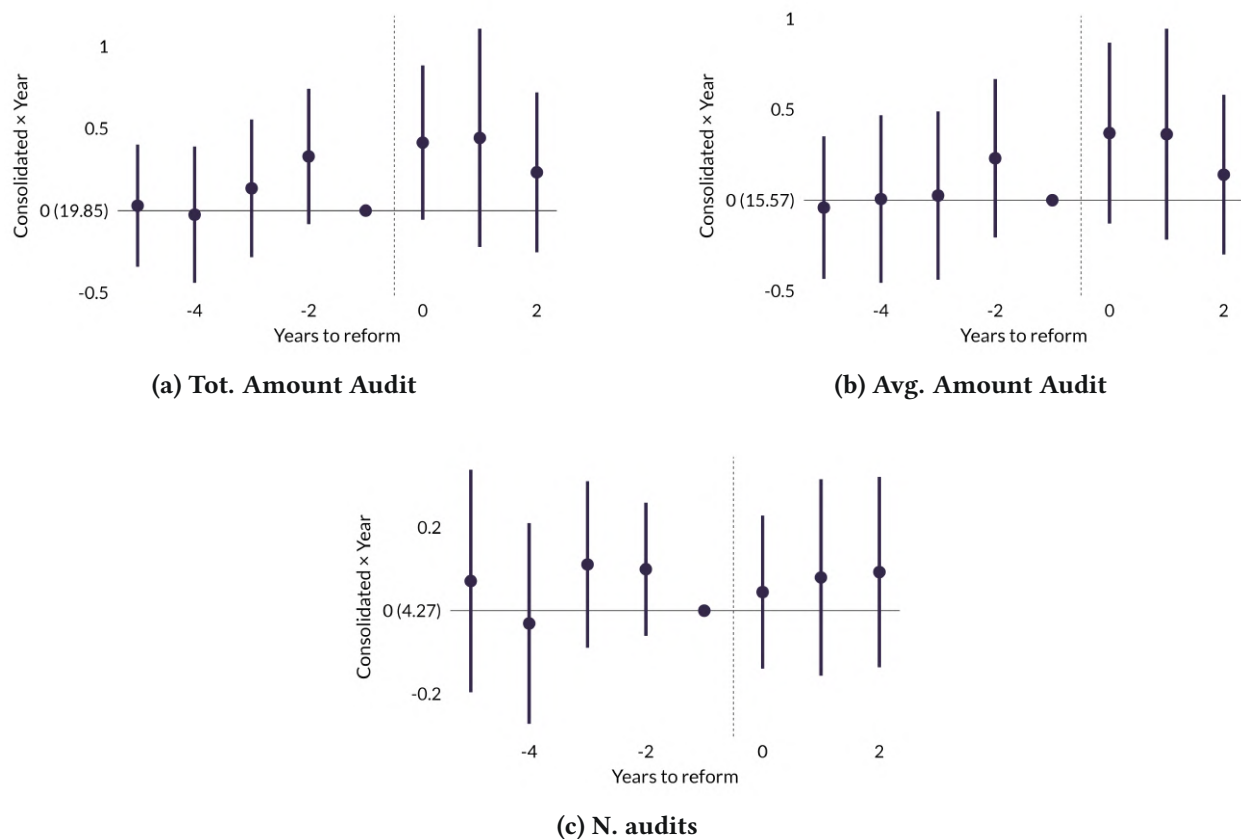 1
0.5
0 (19.85)
-0.5
Consolidated × Year
-4 -2 0 2
Years to reform
(a) Tot. Amount Audit
1
0.5
0 (15.57)
-0.5
Consolidated × Year
-4 -2 0 2
Years to reform
(b) Avg. Amount Audit
0.2
0 (4.27)
-0.2
Consolidated × Year
-4 -2 0 2
Years to reform
(c) N. audits